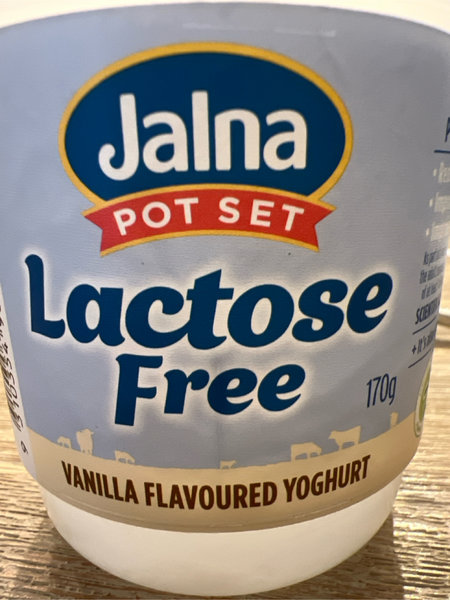 Jalna
POT SET
Lactose
Free
170g
VANILLA FLAVOURED YOGHURT